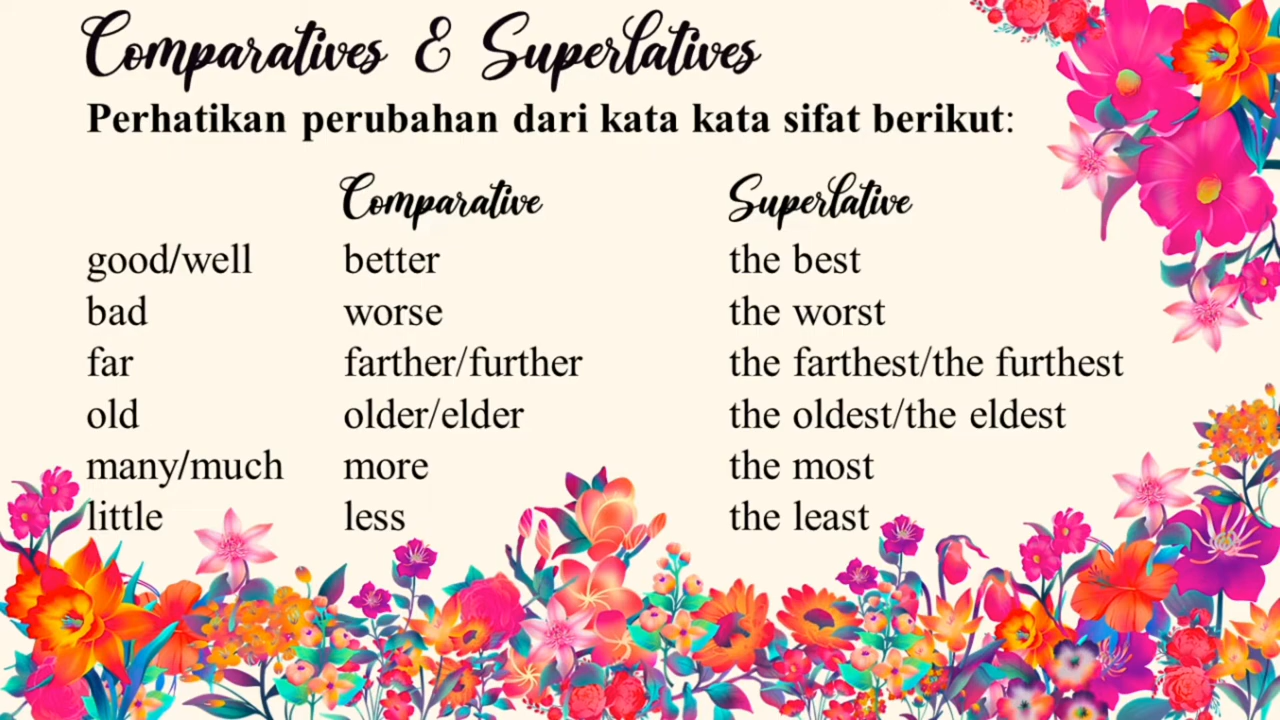 Comparatives & Superlatives
Perhatikan perubahan dari kata kata sifat berikut:
Comparative Superlative
good/well better the best
bad worse the worst
far farther/further the farthest/the furthest
old older/elder the oldest/the eldest
many/much more the most
little less the least